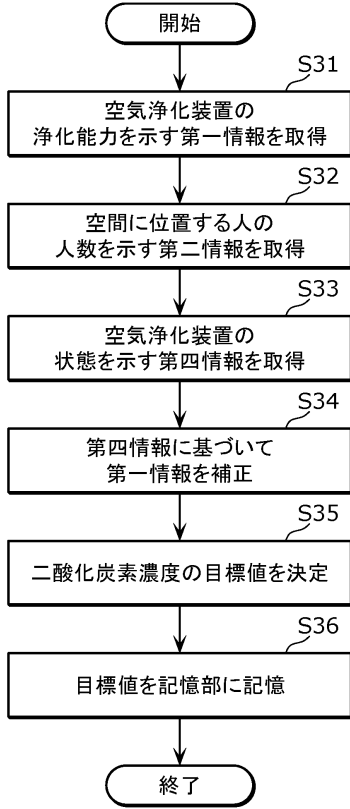 開始
S31
空気浄化装置の
浄化能力を示す第一情報を取得
S32
空間に位置する人の
人数を示す第二情報を取得
S33
空気浄化装置の
状態を示す第四情報を取得
S34
第四情報に基づいて
第一情報を補正
S35
二酸化炭素濃度の目標値を決定
S36
目標値を記憶部に記憶
終了